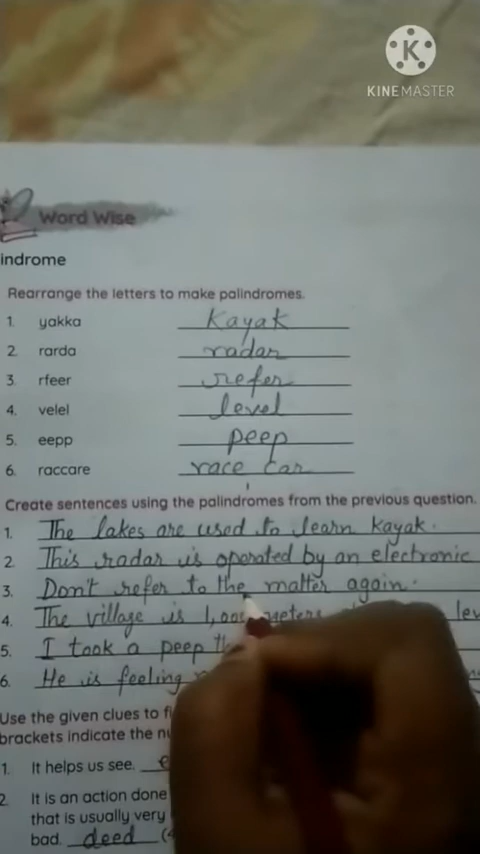 KINEMASTER
Word Wise
indrome
Rearrange the letters to make palindromes.
1. yakka Kayak
2. rarda radar
3. rfeer refer
4. velel level
5. eepp peep
6. raccare race car
Create sentences using the palindromes from the previous question.
1. The lakes are used to learn kayak.
2. This radar is operated by an electronic
3. Don't refer to the matter again.
4. The village is meters lev
5. I took a peep
6. He is feeling
Use the given clues to
brackets indicate the
1. It helps us see.
2. It is an action done
that is usually very
bad. deed